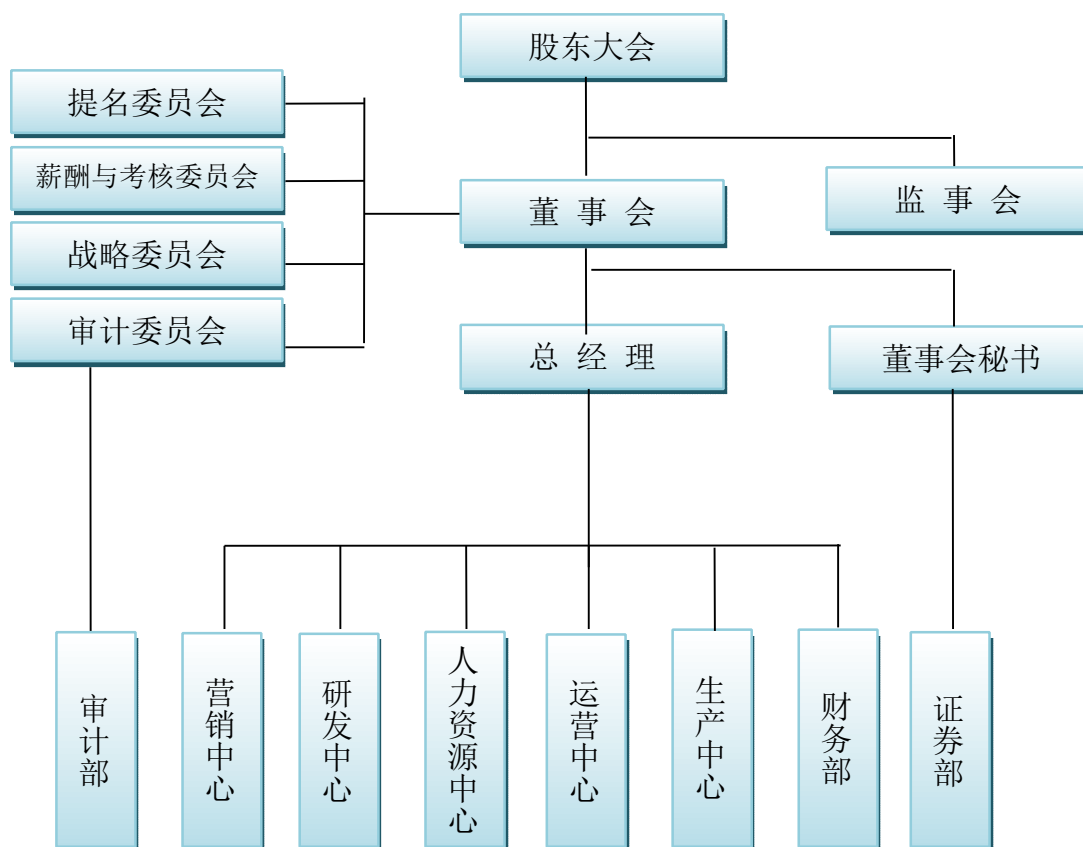 股东大会
提名委员会
薪酬与考核委员会
董 事 会
监 事 会
战略委员会
审计委员会
总 经 理
董事会秘书
审计部
营销中心
研发中心
人力资源中心
运营中心
生产中心
财务部
证券部